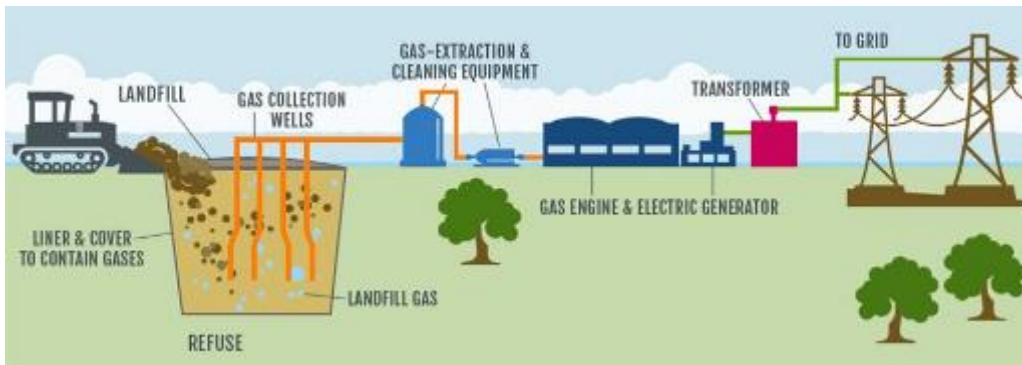 LANDFILL
GAS COLLECTION
WELLS
GAS-EXTRACTION &
CLEANING EQUIPMENT
TRANSFORMER
TO GRID
GAS ENGINE & ELECTRIC GENERATOR
LINER & COVER
TO CONTAIN GASES
LANDFILL GAS
REFUSE